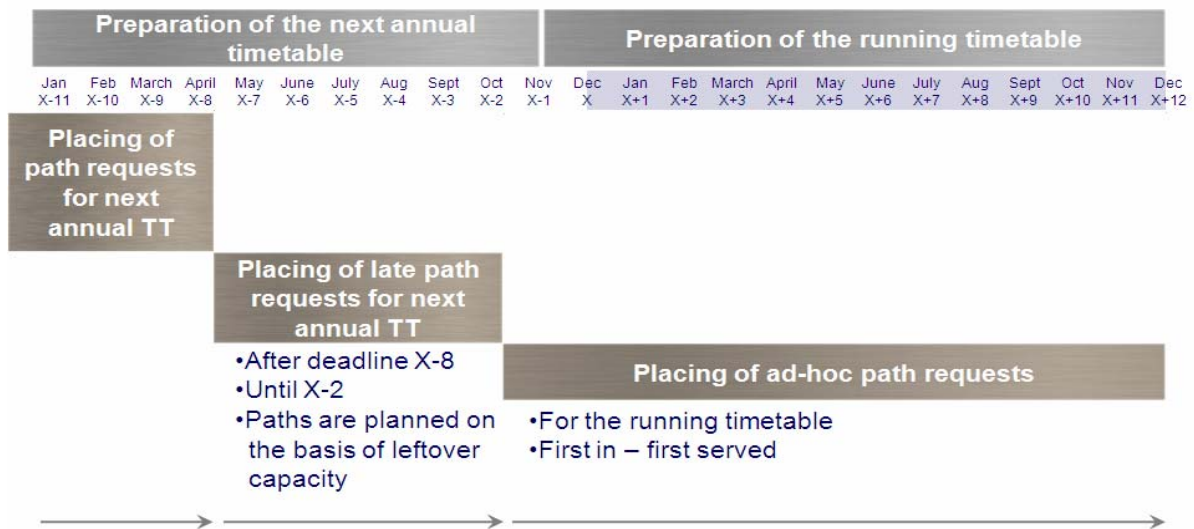 Preparation of the next annual
timetable
Preparation of the running timetable
Jan Feb March April May June July Aug Sept Oct Nov Dec Jan Feb March April May June July Aug Sept Oct Nov Dec
X-11 X-10 X-9 X-8 X-7 X-6 X-5 X-4 X-3 X-2 X-1 X X+1 X+2 X+3 X+4 X+5 X+6 X+7 X+8 X+9 X+10 X+11 X+12
Placing of
path requests
for next
annual TT
Placing of late path
requests for next
annual TT
•After deadline X-8
•Until X-2
•Paths are planned on
the basis of leftover
capacity
Placing of ad-hoc path requests
•For the running timetable
•First in – first served